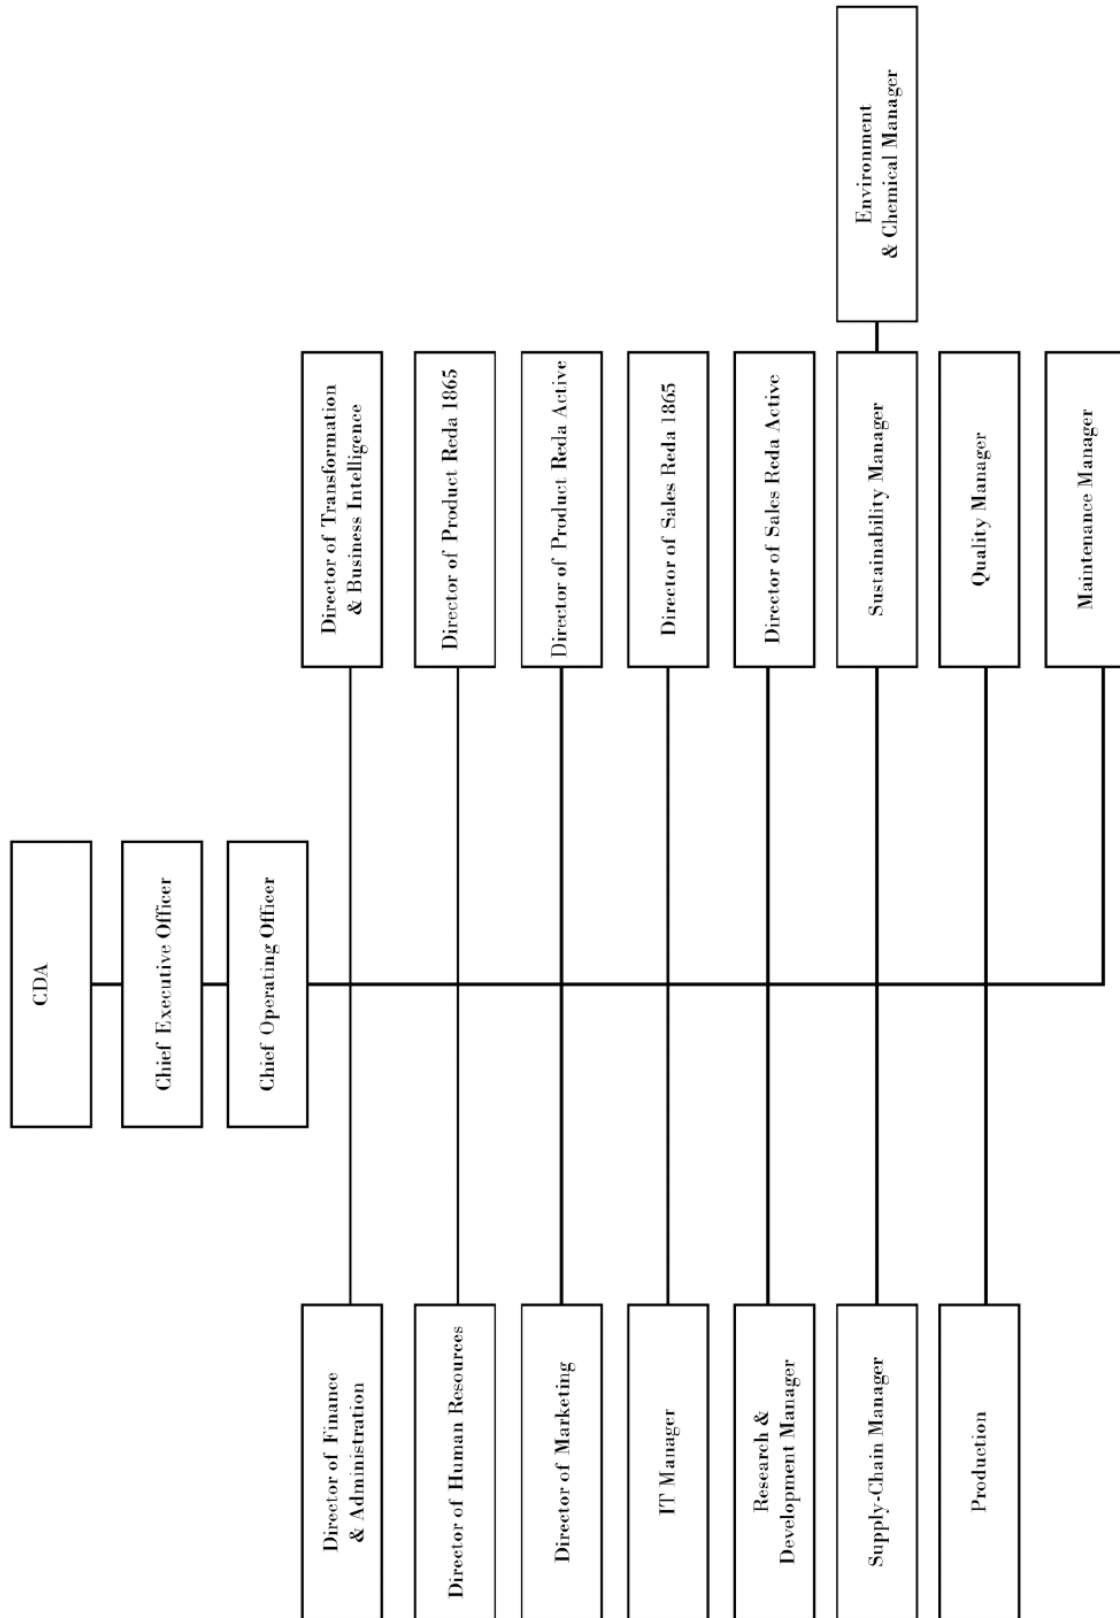 CDA
Chief Executive Officer
Chief Operating Officer
Director of Finance
& Administration
Director of Transformation
& Business Intelligence
Director of Human Resources
Director of Product Reda 1865
Director of Marketing
Director of Product Reda Active
IT Manager
Director of Sales Reda 1865
Research &
Development Manager
Director of Sales Reda Active
Supply-Chain Manager
Sustainability Manager
Environment
& Chemical Manager
Production
Quality Manager
Maintenance Manager